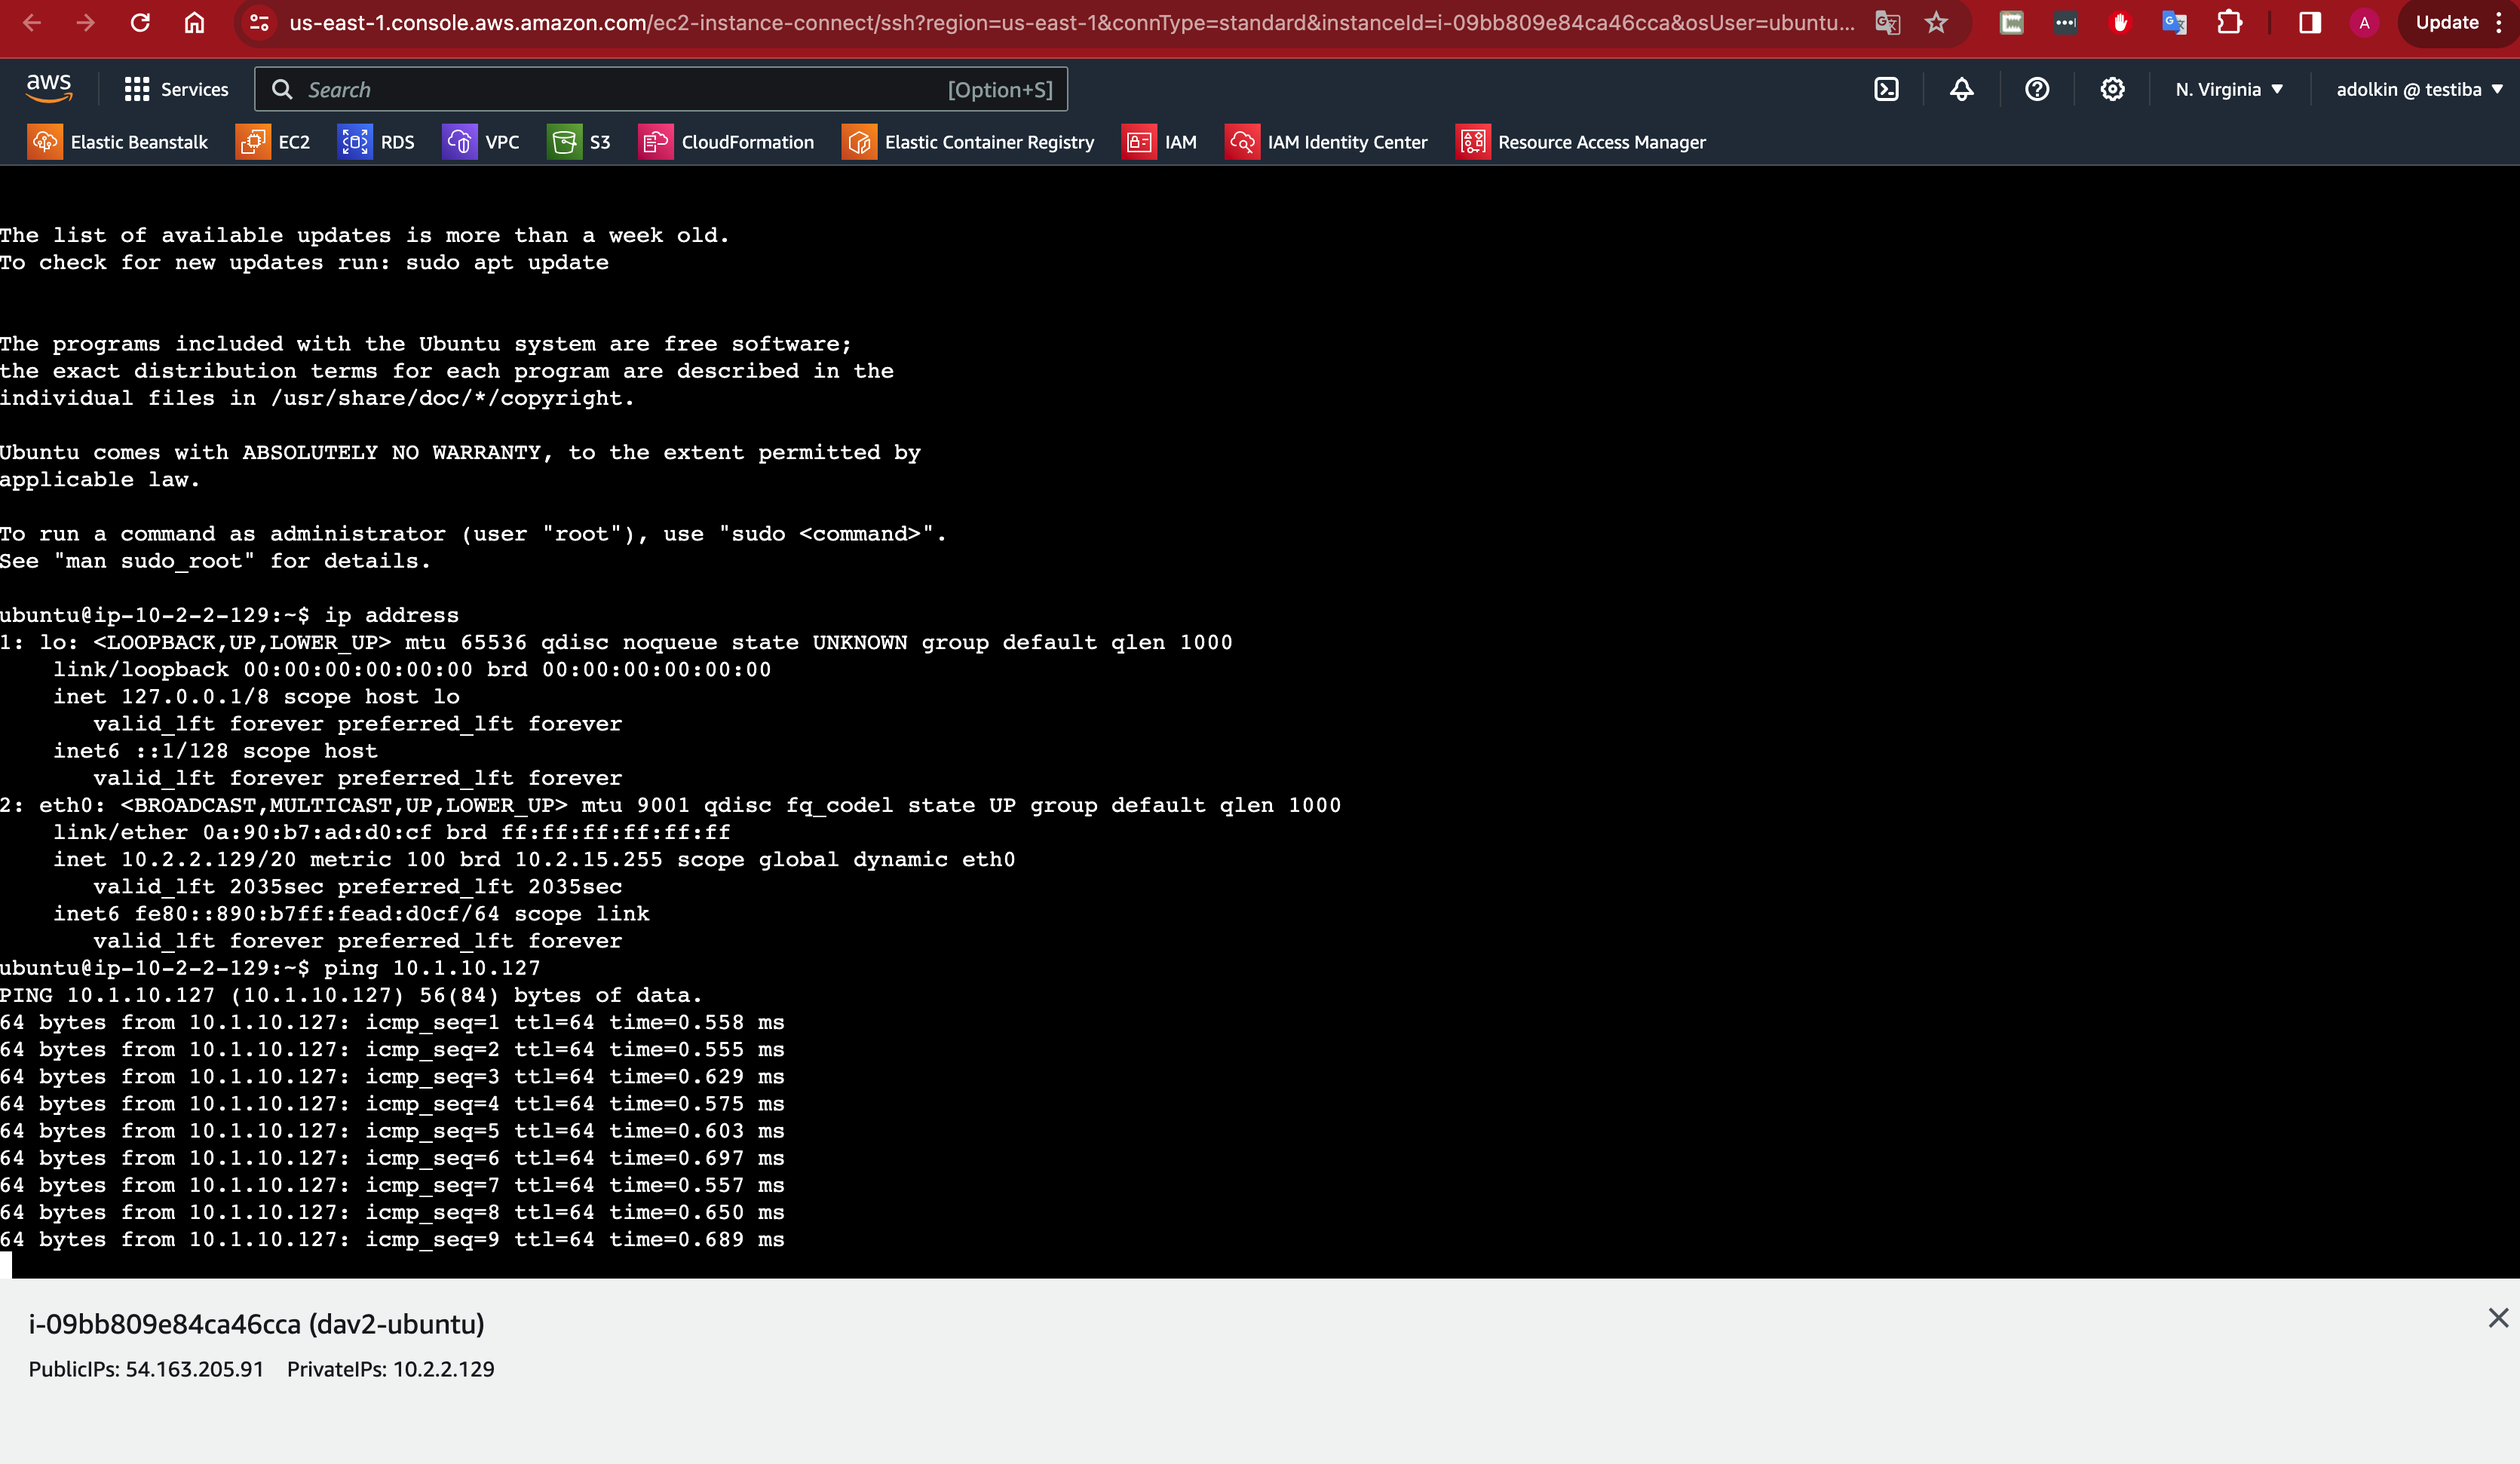 us-east-1.console.aws.amazon.com/ec2-instance-connect/ssh?region=us-east-1&connType=standard&instanceId=i-09bb809e84ca46cca&osUser=ubuntu... A Update
aws Services Search [Option+S] N. Virginia ▼ adolkin @ testiba ▼
Elastic Beanstalk EC2 RDS VPC S3 CloudFormation Elastic Container Registry IAM IAM Identity Center Resource Access Manager
The list of available updates is more than a week old.
To check for new updates run: sudo apt update
The programs included with the Ubuntu system are free software;
the exact distribution terms for each program are described in the
individual files in /usr/share/doc/*/copyright.
Ubuntu comes with ABSOLUTELY NO WARRANTY, to the extent permitted by
applicable law.
To run a command as administrator (user "root"), use "sudo <command>".
See "man sudo_root" for details.
ubuntu@ip-10-2-2-129:~$ ip address
1: lo: <LOOPBACK,UP,LOWER_UP> mtu 65536 qdisc noqueue state UNKNOWN group default qlen 1000
link/loopback 00:00:00:00:00:00 brd 00:00:00:00:00:00
inet 127.0.0.1/8 scope host lo
valid_lft forever preferred_lft forever
inet6 ::1/128 scope host
valid_lft forever preferred_lft forever
2: eth0: <BROADCAST,MULTICAST,UP,LOWER_UP> mtu 9001 qdisc fq_codel state UP group default qlen 1000
link/ether 0a:90:b7:ad:d0:cf brd ff:ff:ff:ff:ff:ff
inet 10.2.2.129/20 metric 100 brd 10.2.15.255 scope global dynamic eth0
valid_lft 2035sec preferred_lft 2035sec
inet6 fe80::890:b7ff:fead:d0cf/64 scope link
valid_lft forever preferred_lft forever
ubuntu@ip-10-2-2-129:~$ ping 10.1.10.127
PING 10.1.10.127 (10.1.10.127) 56(84) bytes of data.
64 bytes from 10.1.10.127: icmp_seq=1 ttl=64 time=0.558 ms
64 bytes from 10.1.10.127: icmp_seq=2 ttl=64 time=0.555 ms
64 bytes from 10.1.10.127: icmp_seq=3 ttl=64 time=0.629 ms
64 bytes from 10.1.10.127: icmp_seq=4 ttl=64 time=0.575 ms
64 bytes from 10.1.10.127: icmp_seq=5 ttl=64 time=0.603 ms
64 bytes from 10.1.10.127: icmp_seq=6 ttl=64 time=0.697 ms
64 bytes from 10.1.10.127: icmp_seq=7 ttl=64 time=0.557 ms
64 bytes from 10.1.10.127: icmp_seq=8 ttl=64 time=0.650 ms
64 bytes from 10.1.10.127: icmp_seq=9 ttl=64 time=0.689 ms
i-09bb809e84ca46cca (dav2-ubuntu)
PublicIPs: 54.163.205.91 PrivateIPs: 10.2.2.129